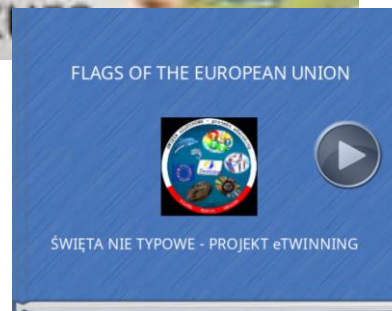 FLAGS OF THE EUROPEAN UNION
ŚWIĘTA NIE TYPOWE - PROJEKT eTWINNING